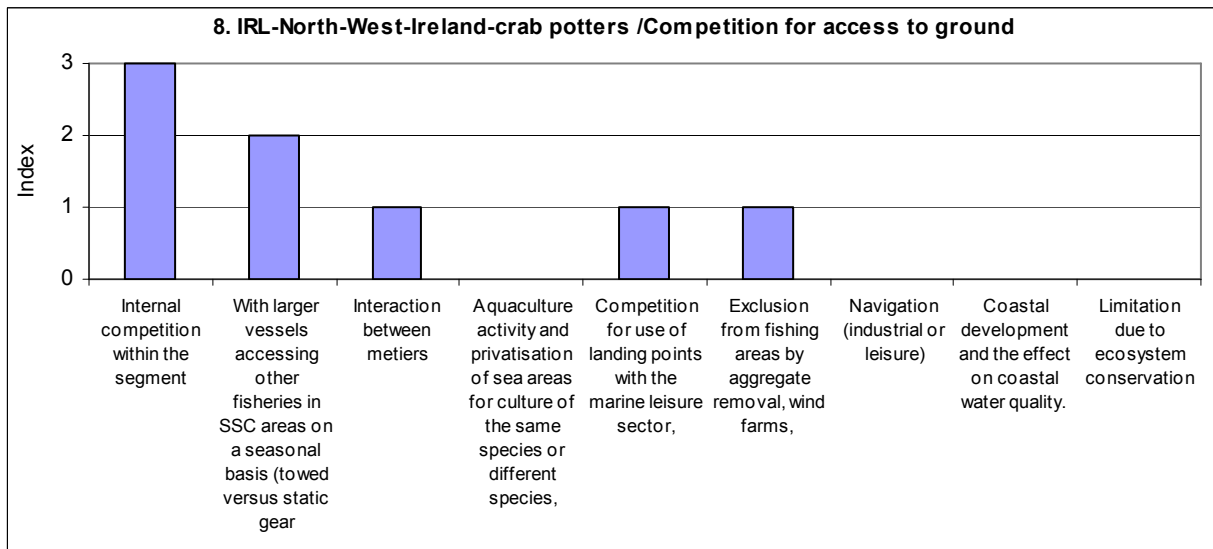 8. IRL-North-West-Ireland-crab potters /Competition for access to ground
Index
3
2
1
0
Internal
competition
within the
segment
With larger
vessels
accessing
other
fisheries in
SSC areas on
a seasonal
basis (towed
versus static
gear
Interaction
between
metiers
Aquaculture
activity and
privatisation
of sea areas
for culture of
the same
species or
different
species,
Competition
for use of
landing points
with the
marine leisure
sector,
Exclusion
from fishing
areas by
aggregate
removal, wind
farms,
Navigation
(industrial or
leisure)
Coastal
development
and the effect
on coastal
water quality.
Limitation
due to
ecosystem
conservation